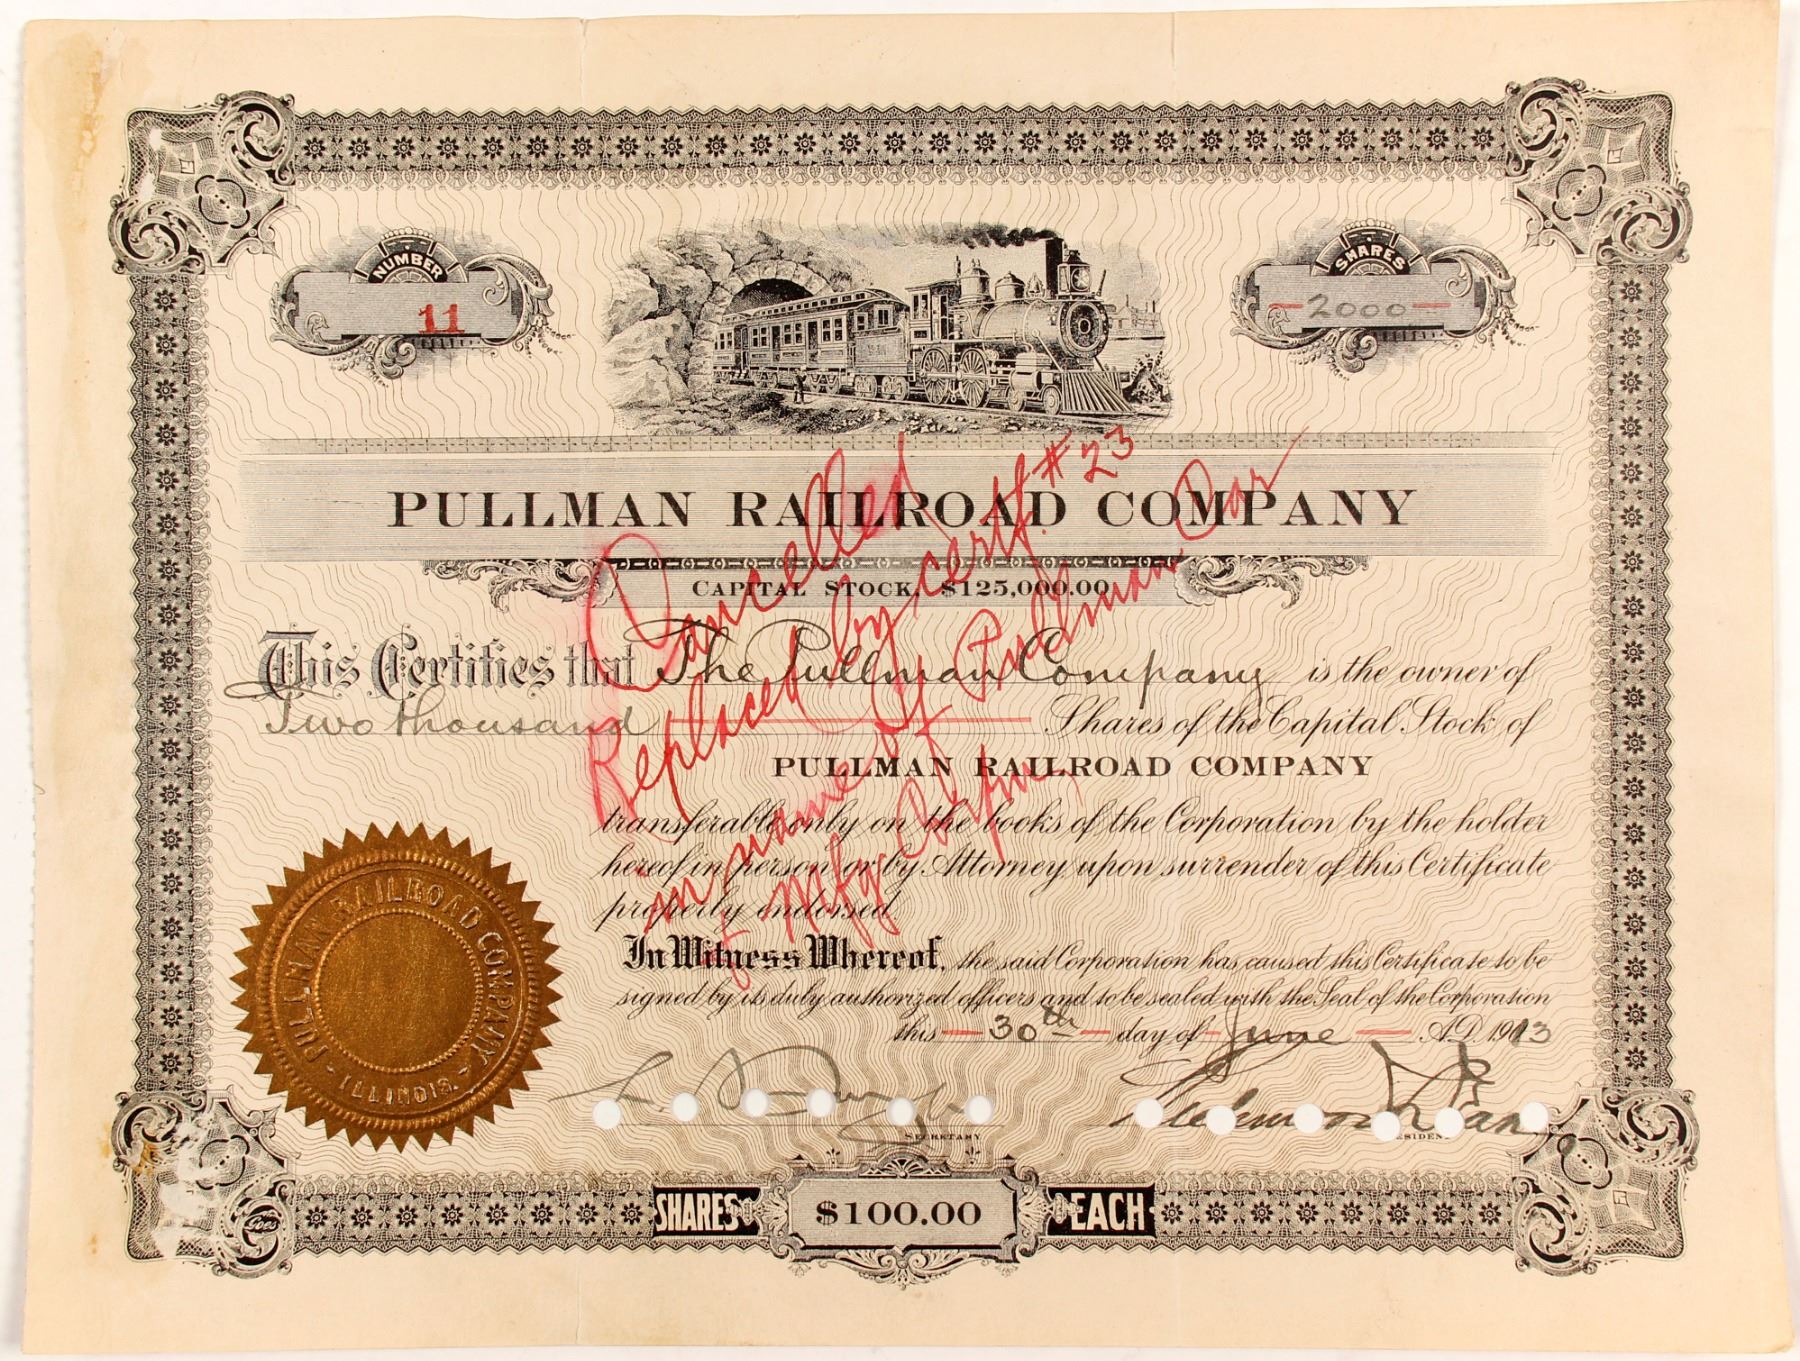 NUMBER
11
SHARES
2000
PULLMAN RAILROAD COMPANY
CAPITAL STOCK, $125,000.00
This Certifies that The Pullman Company is the owner of
Two thousand Shares of the Capital Stock of
PULLMAN RAILROAD COMPANY
transferable only on the books of the Corporation by the holder
hereof in person or by Attorney, upon surrender of this Certificate
properly endorsed.
In Witness Whereof, the said Corporation has caused this Certificate to be
signed by its duly authorized officers and to be sealed with the Seal of the Corporation
this 30th day of June A.D. 1913
SECRETARY
PRESIDENT
Cancelled
Replaced by certf. #23
in name of Pullman Car
& Mfg Corpn.
PULLMAN RAILROAD COMPANY
ILLINOIS.
Goes
SHARES $100.00 EACH